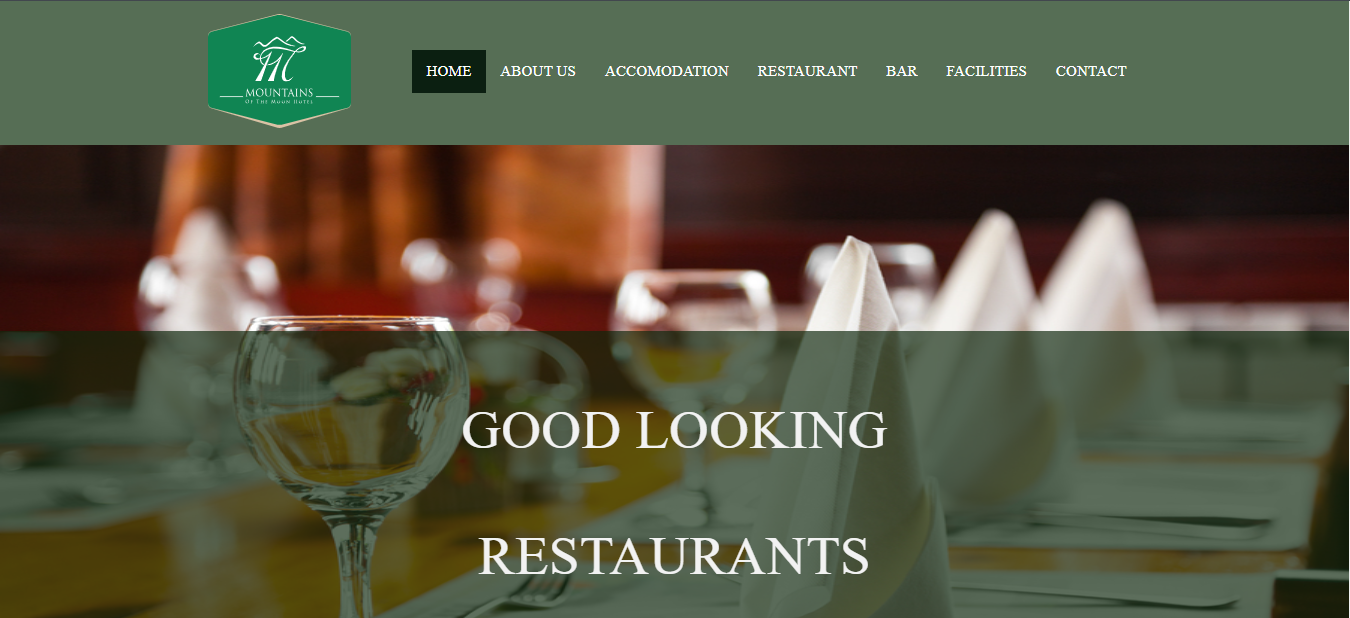 MOUNTAINS
OF THE MOON HOTEL
HOME ABOUT US ACCOMODATION RESTAURANT BAR FACILITIES CONTACT
GOOD LOOKING
RESTAURANTS